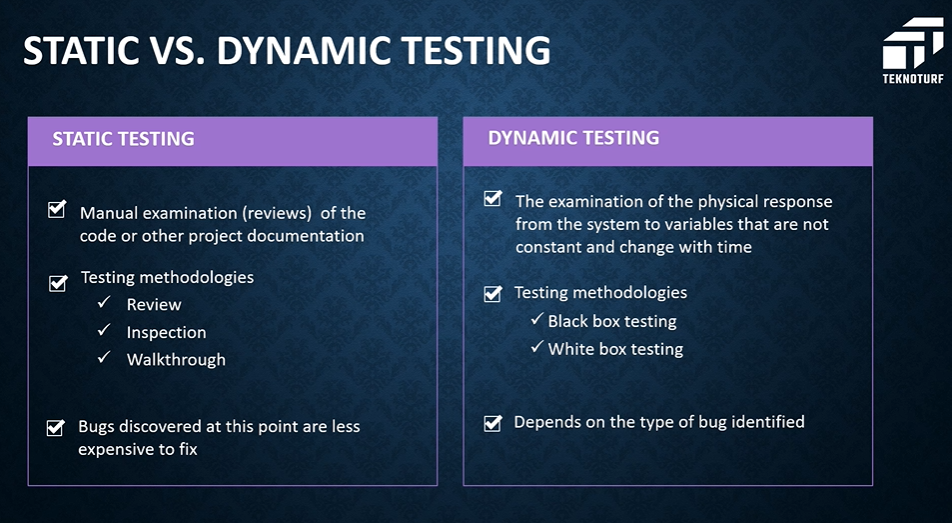 STATIC VS. DYNAMIC TESTING
TEKNOTURF
STATIC TESTING
Manual examination (reviews) of the
code or other project documentation
Testing methodologies
Review
Inspection
Walkthrough
Bugs discovered at this point are less
expensive to fix
DYNAMIC TESTING
The examination of the physical response
from the system to variables that are not
constant and change with time
Testing methodologies
Black box testing
White box testing
Depends on the type of bug identified